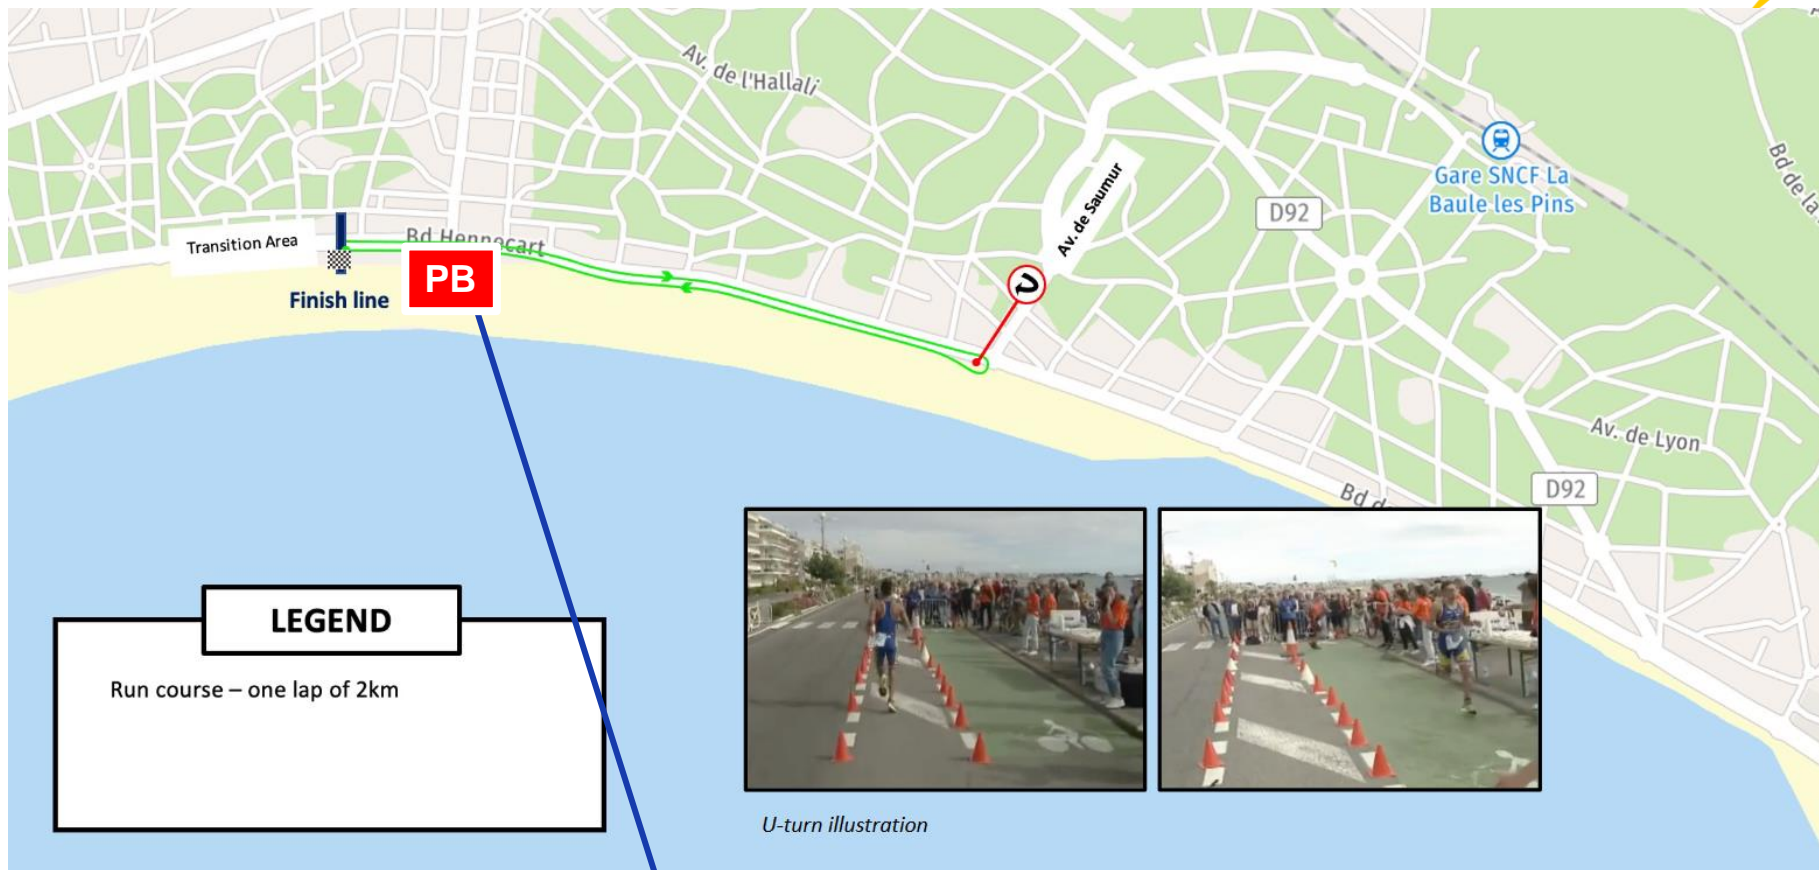 Av. de l'Hallali
Av. de Saumur
Gare SNCF La
Baule les Pins
D92
Bd de la
Transition Area
Bd Hennecart
Finish line
PB
Av. de Lyon
D92
Bd d
LEGEND
Run course – one lap of 2km
U-turn illustration